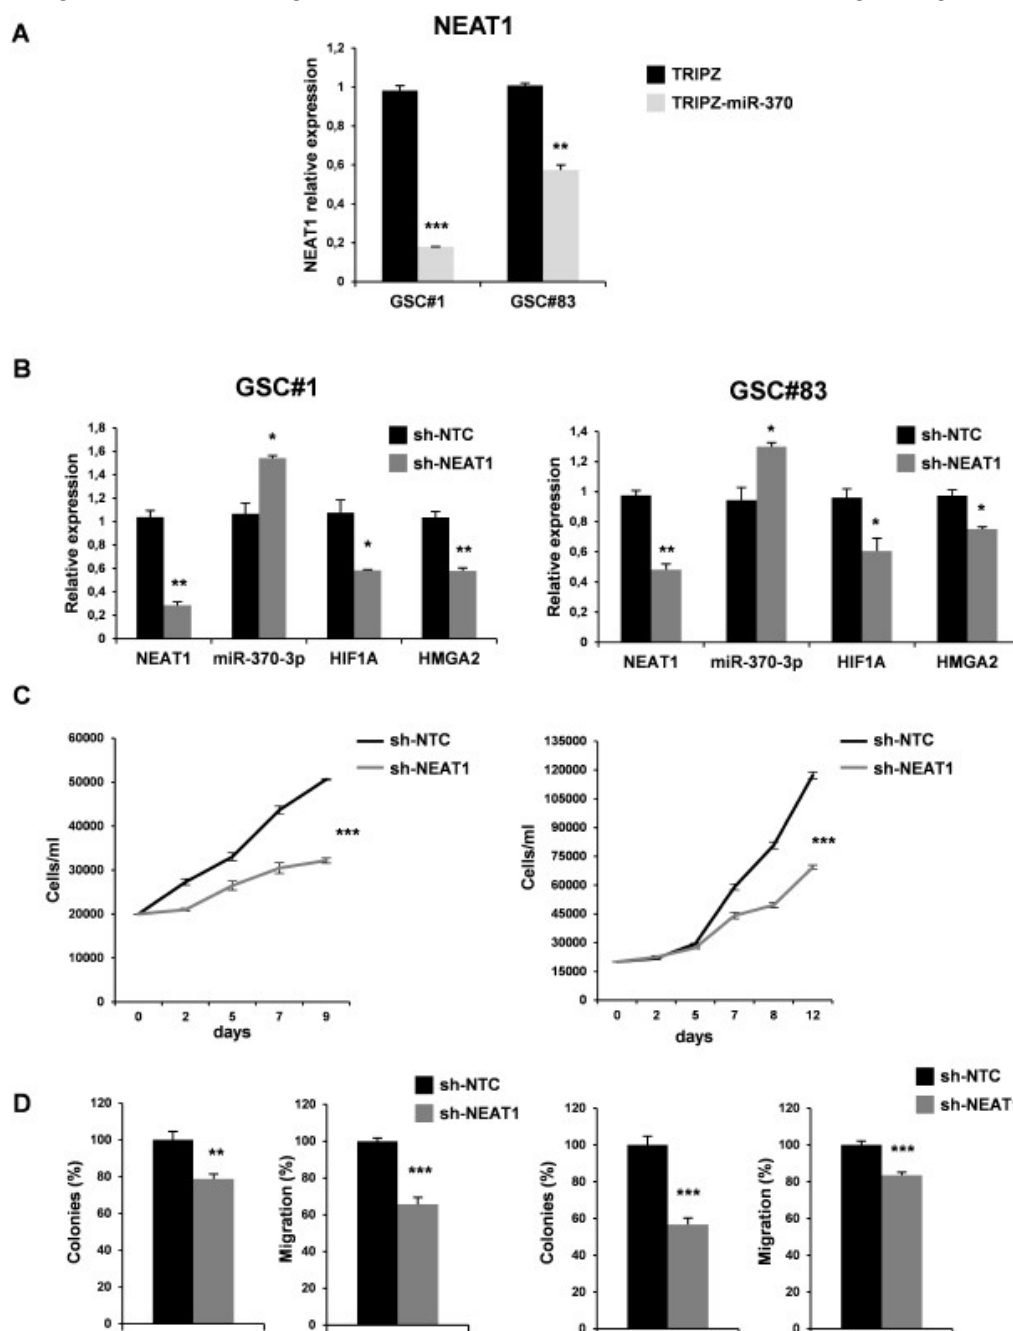 A
NEAT1
NEAT1 relative expression
1,2
1
0,8
0,6
0,4
0,2
0
***
**
GSC#1
GSC#83
TRIPZ
TRIPZ-miR-370
B
GSC#1
Relative expression
1,8
1,6
1,4
1,2
1
0,8
0,6
0,4
0,2
0
**
*
*
**
sh-NTC
sh-NEAT1
NEAT1 miR-370-3p HIF1A HMGA2
GSC#83
Relative expression
1,4
1,2
1
0,8
0,6
0,4
0,2
0
**
*
*
*
sh-NTC
sh-NEAT1
NEAT1 miR-370-3p HIF1A HMGA2
C
Cells/ml
60000
50000
40000
30000
20000
10000
0
0 2 5 7 9
days
sh-NTC
sh-NEAT1
***
Cells/ml
135000
120000
105000
90000
75000
60000
45000
30000
15000
0
0 2 5 7 8 12
days
sh-NTC
sh-NEAT1
***
D
Colonies (%)
120
100
80
60
40
20
0
**
Migration (%)
120
100
80
60
40
20
0
***
sh-NTC
sh-NEAT1
Colonies (%)
120
100
80
60
40
20
0
***
Migration (%)
120
100
80
60
40
20
0
***
sh-NTC
sh-NEAT1